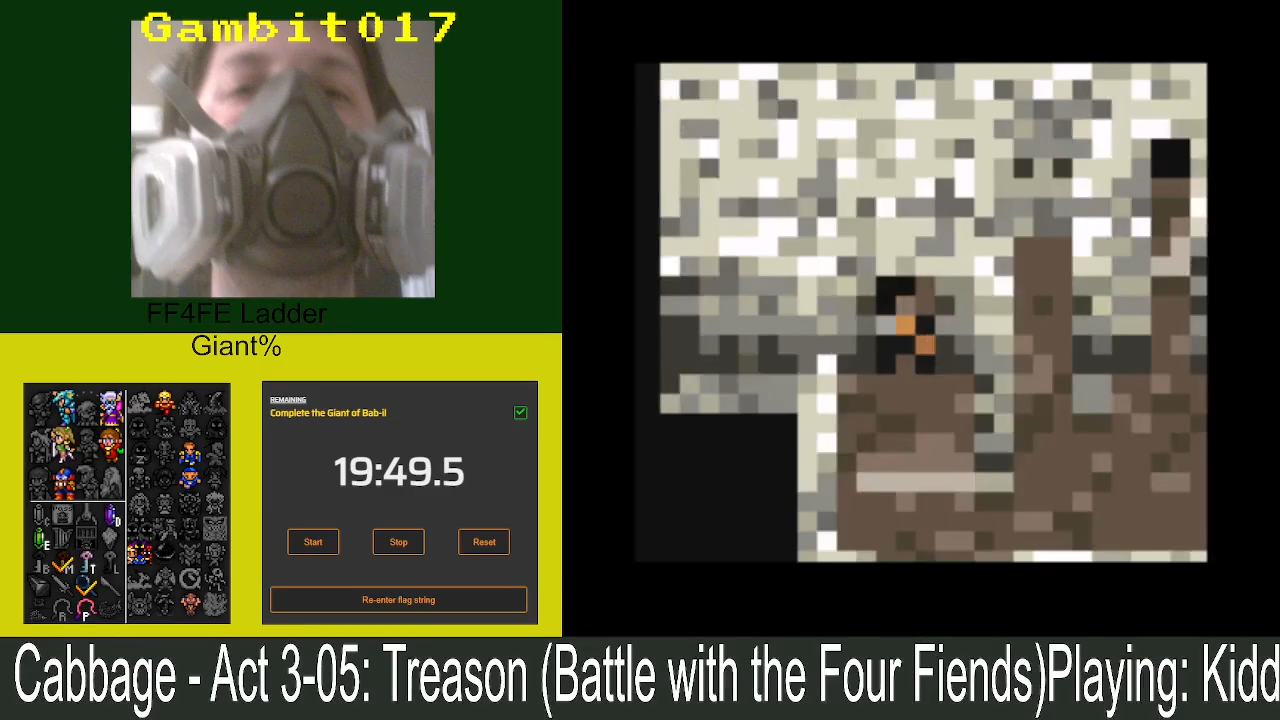 Gambit017
FF4FE Ladder
Giant%
REMAINING
Complete the Giant of Bab-il
19:49.5
Start Stop Reset
Re-enter flag string
C D
E
B M T L
R P
Cabbage - Act 3-05: Treason (Battle with the Four Fiends)Playing: Kidd